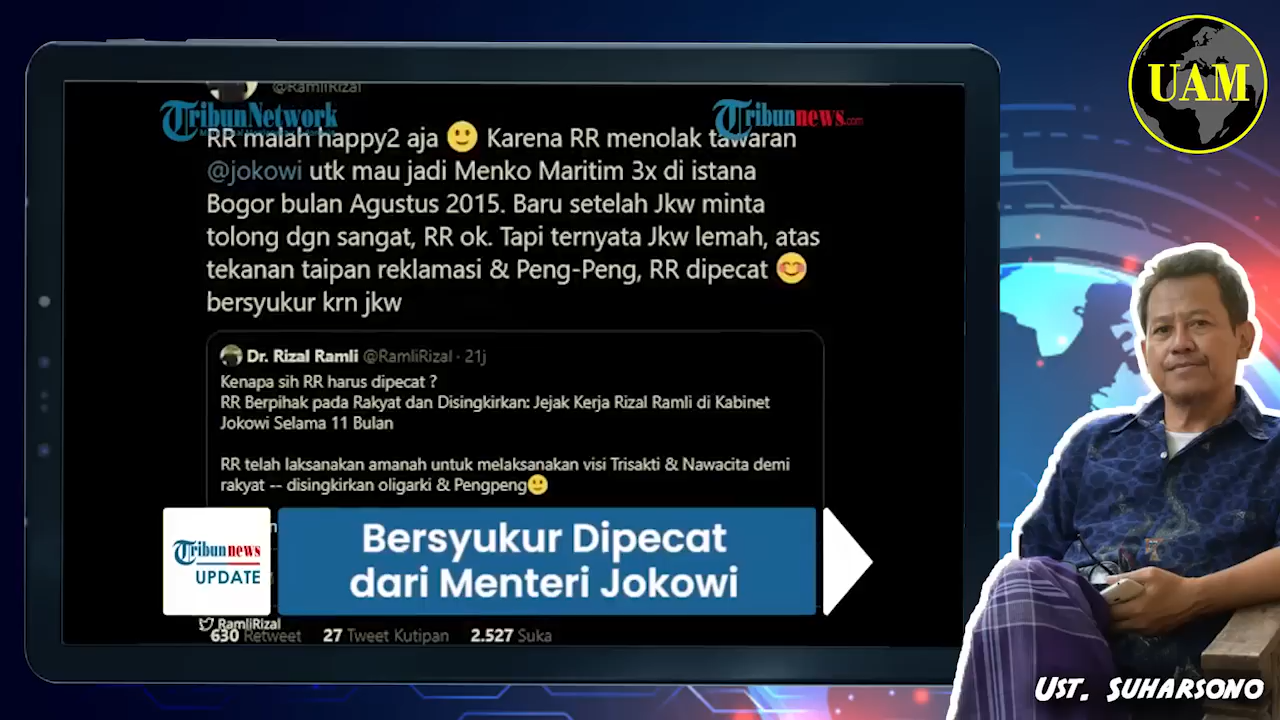 @RamliRizal
TribunNetwork
Tribunnews.com
UAM
RR malah happy2 aja 🙂 Karena RR menolak tawaran
@jokowi utk mau jadi Menko Maritim 3x di istana
Bogor bulan Agustus 2015. Baru setelah Jkw minta
tolong dgn sangat, RR ok. Tapi ternyata Jkw lemah, atas
tekanan taipan reklamasi & Peng-Peng, RR dipecat 😊
bersyukur krn jkw
Dr. Rizal Ramli @RamliRizal · 21j
Kenapa sih RR harus dipecat ?
RR Berpihak pada Rakyat dan Disingkirkan: Jejak Kerja Rizal Ramli di Kabinet
Jokowi Selama 11 Bulan
RR telah laksanakan amanah untuk melaksanakan visi Trisakti & Nawacita demi
rakyat -- disingkirkan oligarki & Pengpeng🙂
Tribunnews
UPDATE
Bersyukur Dipecat
dari Menteri Jokowi
RamliRizal
630 Retweet 27 Tweet Kutipan 2.527 Suka
Ust. Suharsono